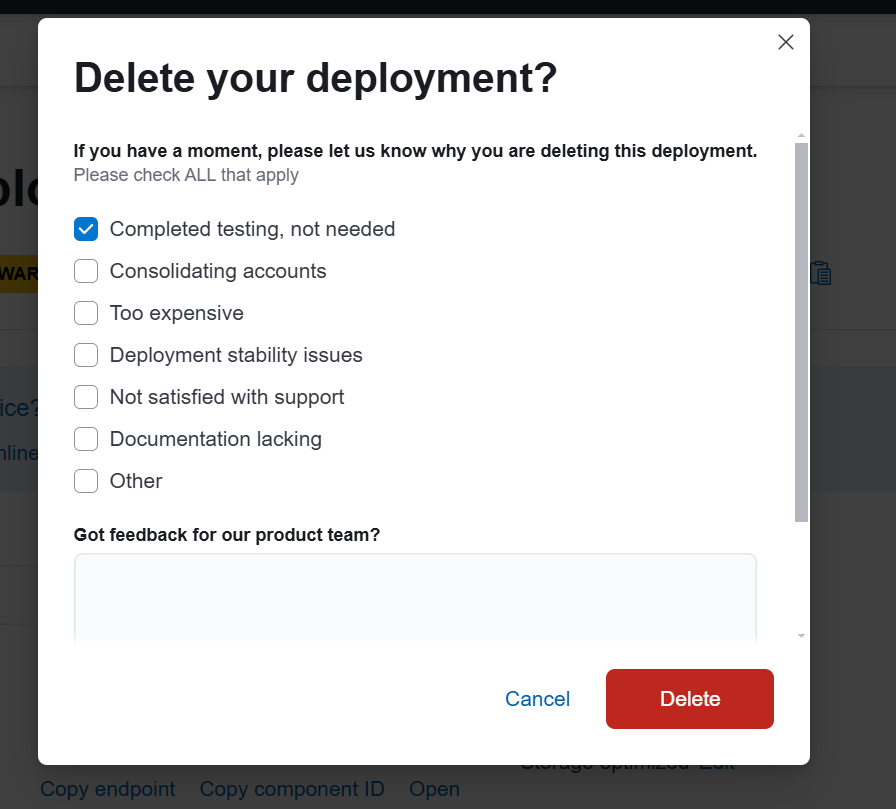 Delete your deployment?
If you have a moment, please let us know why you are deleting this deployment.
Please check ALL that apply
Completed testing, not needed
Consolidating accounts
Too expensive
Deployment stability issues
Not satisfied with support
Documentation lacking
Other
Got feedback for our product team?
Cancel
Delete
Copy endpoint
Copy component ID
Open